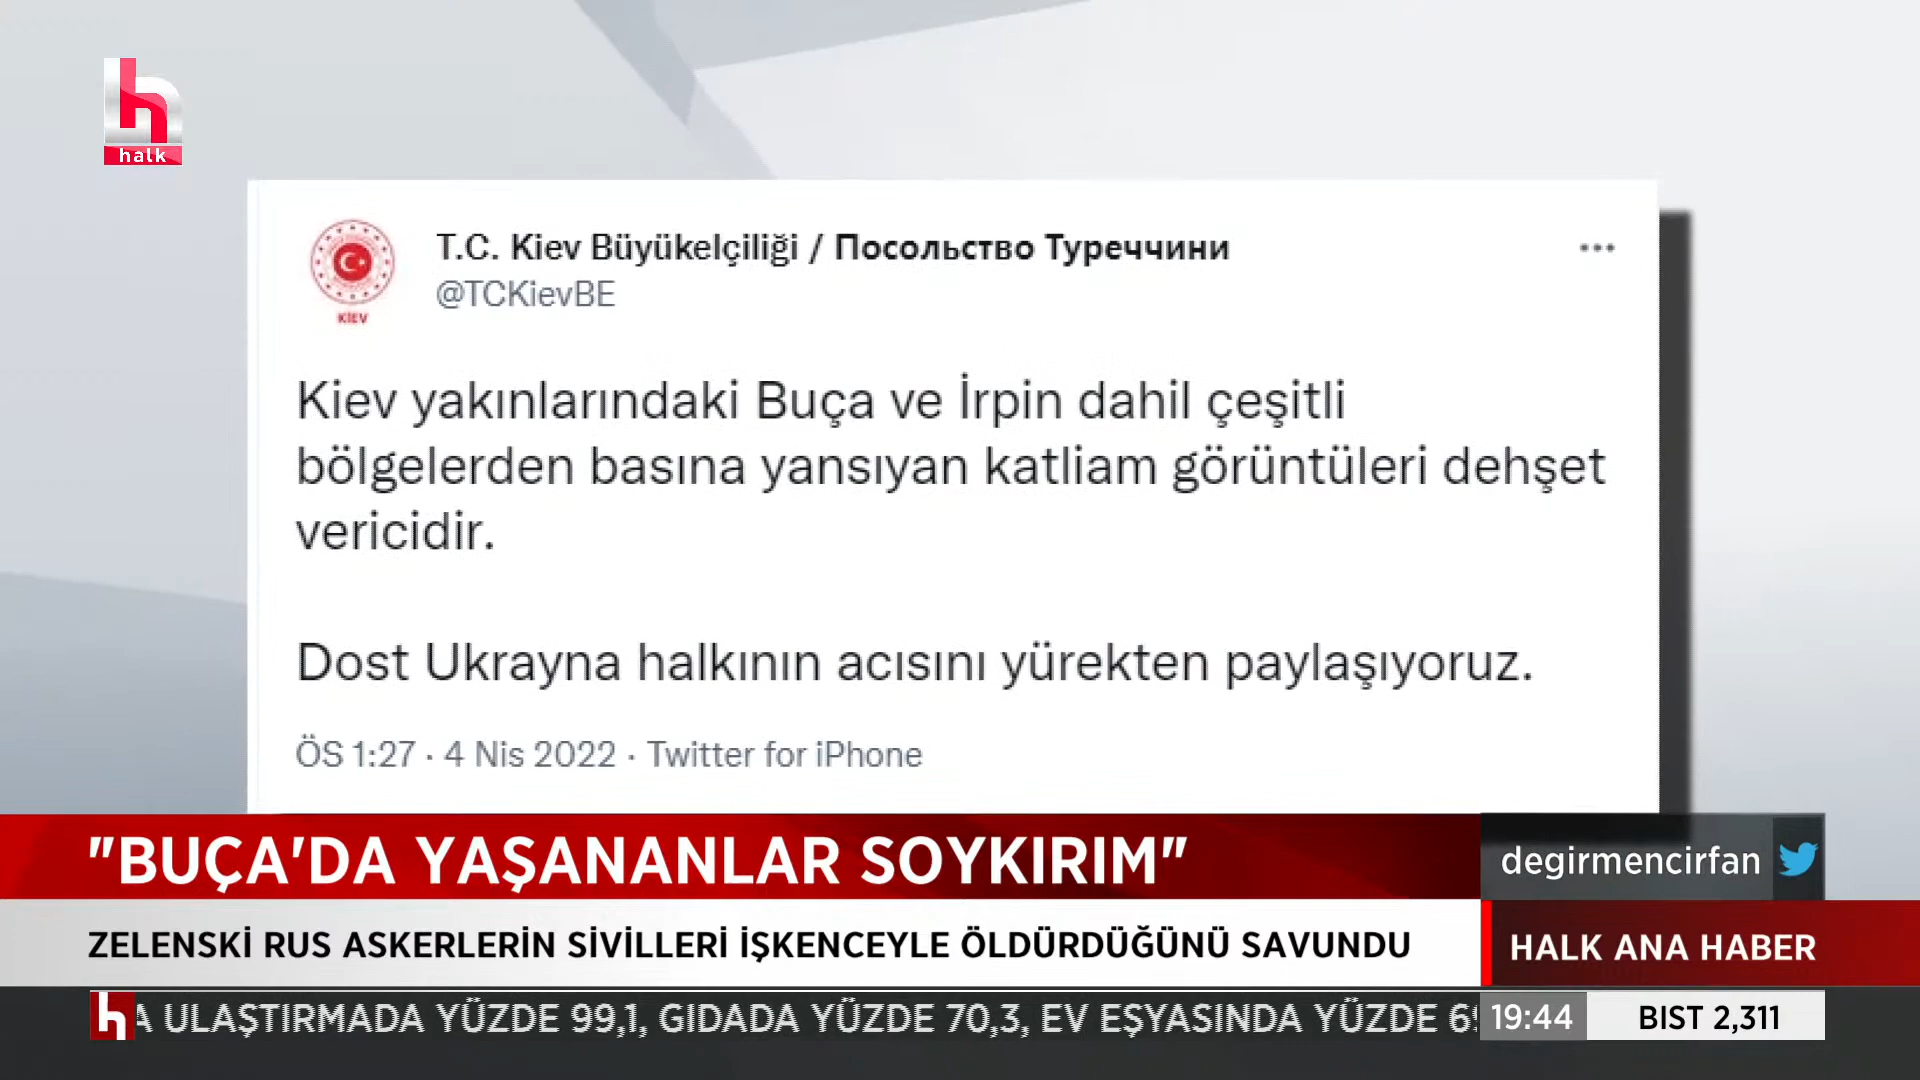 halk
T.C. Kiev Büyükelçiliği / Посольство Туреччини
@TCKievBE
KİEV
Kiev yakınlarındaki Buça ve İrpin dahil çeşitli
bölgelerden basına yansıyan katliam görüntüleri dehşet
vericidir.
Dost Ukrayna halkının acısını yürekten paylaşıyoruz.
ÖS 1:27 · 4 Nis 2022 · Twitter for iPhone
"BUÇA'DA YAŞANANLAR SOYKIRIM"
degirmencirfan
ZELENSKİ RUS ASKERLERİN SİVİLLERİ İŞKENCEYLE ÖLDÜRDÜĞÜNÜ SAVUNDU
HALK ANA HABER
A ULAŞTIRMADA YÜZDE 99,1, GIDADA YÜZDE 70,3, EV EŞYASINDA YÜZDE
19:44
BIST 2,311